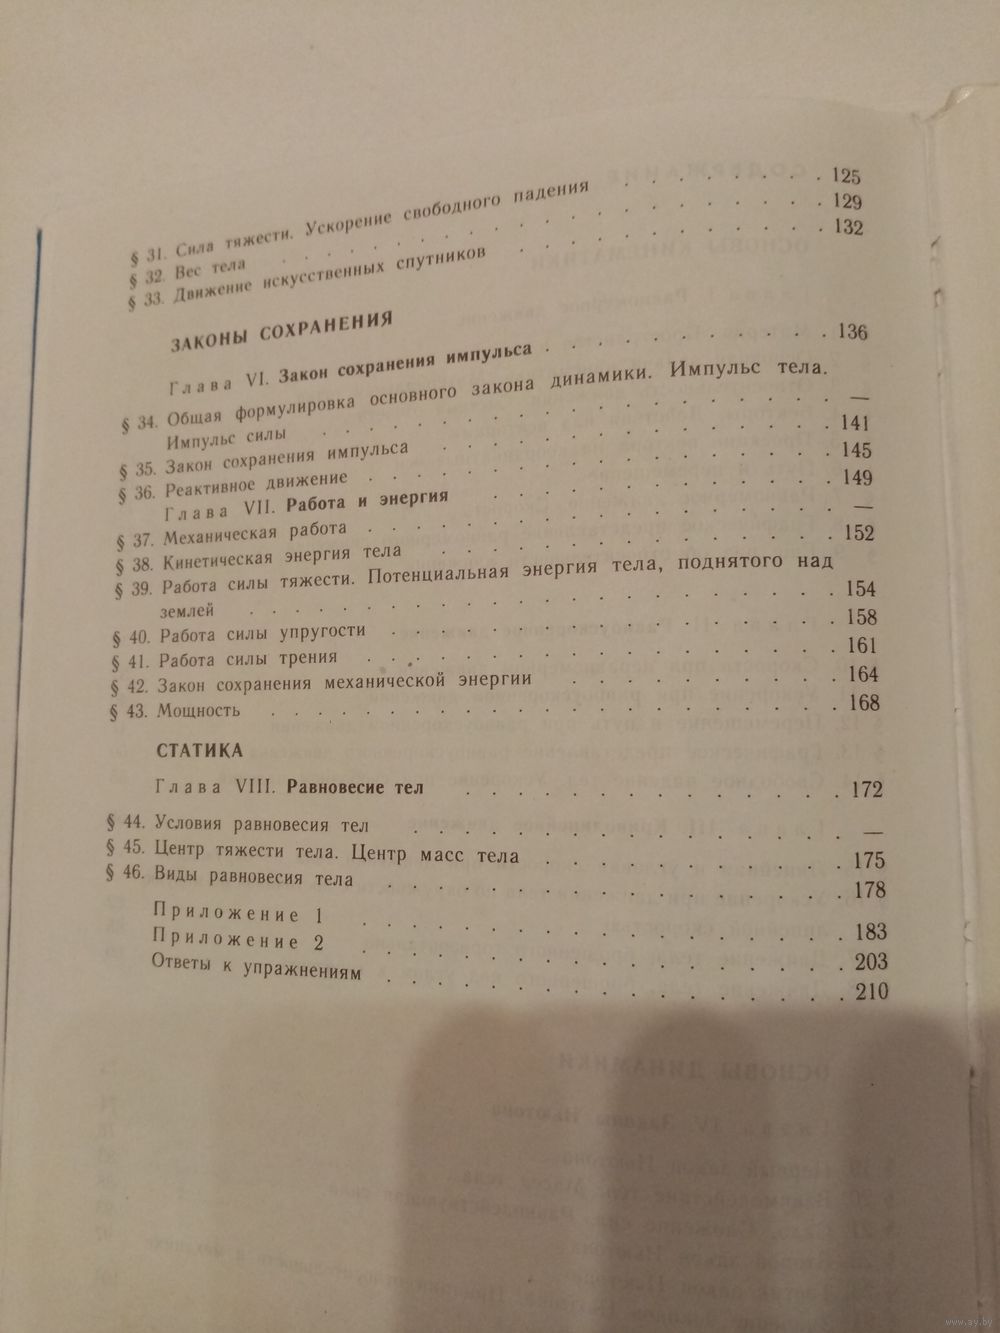 § 31. Сила тяжести. Ускорение свободного падения . . . . . . . . 125
§ 32. Вес тела . . . . . . . . . . . . . . . . . . . . 129
§ 33. Движение искусственных спутников . . . . . . . . . . . . 132
ЗАКОНЫ СОХРАНЕНИЯ
Глава VI. Закон сохранения импульса . . . . . . . . . . . 136
§ 34. Общая формулировка основного закона динамики. Импульс тела.
Импульс силы . . . . . . . . . . . . . . . . . . —
§ 35. Закон сохранения импульса . . . . . . . . . . . . . . 141
§ 36. Реактивное движение . . . . . . . . . . . . . . . . 145
Глава VII. Работа и энергия . . . . . . . . . . . . . 149
§ 37. Механическая работа . . . . . . . . . . . . . . . . . —
§ 38. Кинетическая энергия тела . . . . . . . . . . . . . . . 152
§ 39. Работа силы тяжести. Потенциальная энергия тела, поднятого над
землей . . . . . . . . . . . . . . . . . . . . 154
§ 40. Работа силы упругости . . . . . . . . . . . . . . . . 158
§ 41. Работа силы трения . . . . . . . . . . . . . . . . . 161
§ 42. Закон сохранения механической энергии . . . . . . . . . . 164
§ 43. Мощность . . . . . . . . . . . . . . . . . . . . 168
СТАТИКА
Глава VIII. Равновесие тел . . . . . . . . . . . . . . 172
§ 44. Условия равновесия тел . . . . . . . . . . . . . . . . —
§ 45. Центр тяжести тела. Центр масс тела . . . . . . . . . . . 175
§ 46. Виды равновесия тела . . . . . . . . . . . . . . . . 178
Приложение 1 . . . . . . . . . . . . . . . . . . 183
Приложение 2 . . . . . . . . . . . . . . . . . . 203
Ответы к упражнениям . . . . . . . . . . . . . . . . 210
www.ay.by